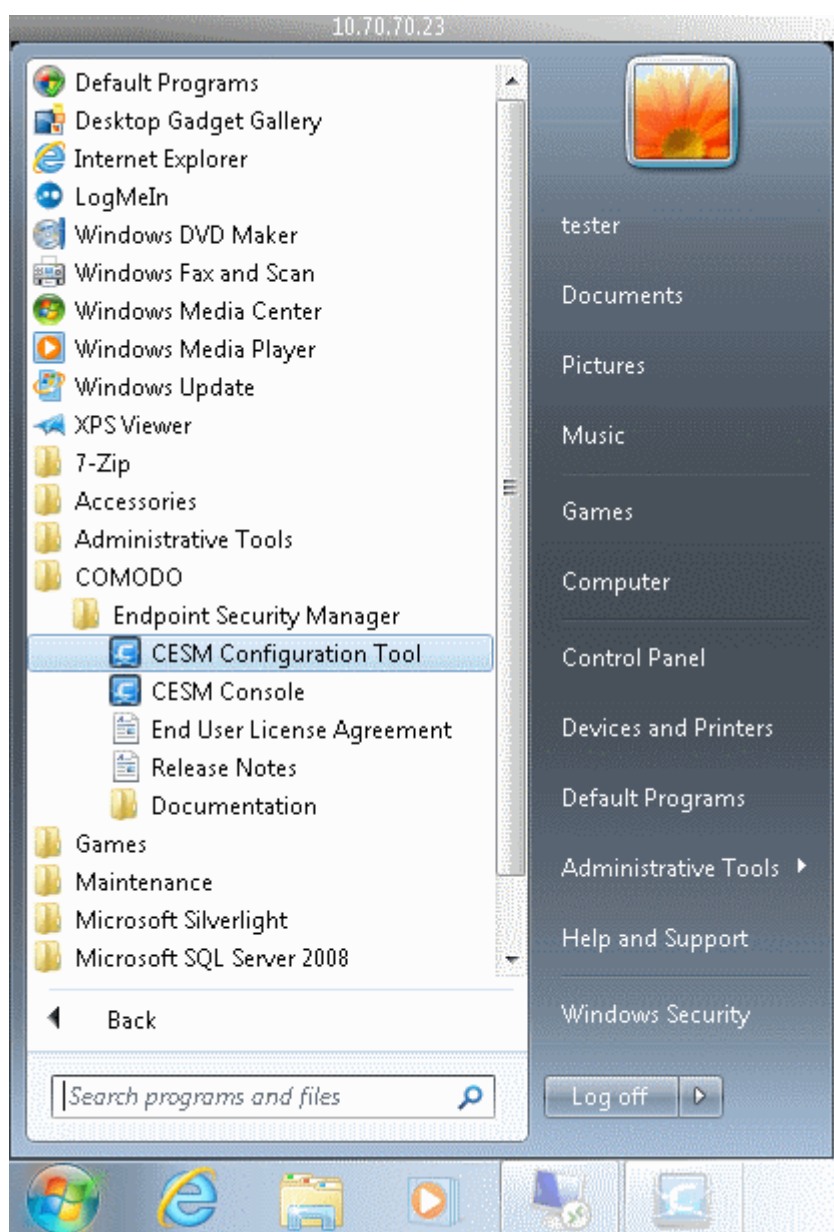 10.70.70.23
Default Programs
Desktop Gadget Gallery
Internet Explorer
LogMeIn
Windows DVD Maker
Windows Fax and Scan
Windows Media Center
Windows Media Player
Windows Update
XPS Viewer
7-Zip
Accessories
Administrative Tools
COMODO
Endpoint Security Manager
CESM Configuration Tool
CESM Console
End User License Agreement
Release Notes
Documentation
Games
Maintenance
Microsoft Silverlight
Microsoft SQL Server 2008
Back
Search programs and files
tester
Documents
Pictures
Music
Games
Computer
Control Panel
Devices and Printers
Default Programs
Administrative Tools
Help and Support
Windows Security
Log off